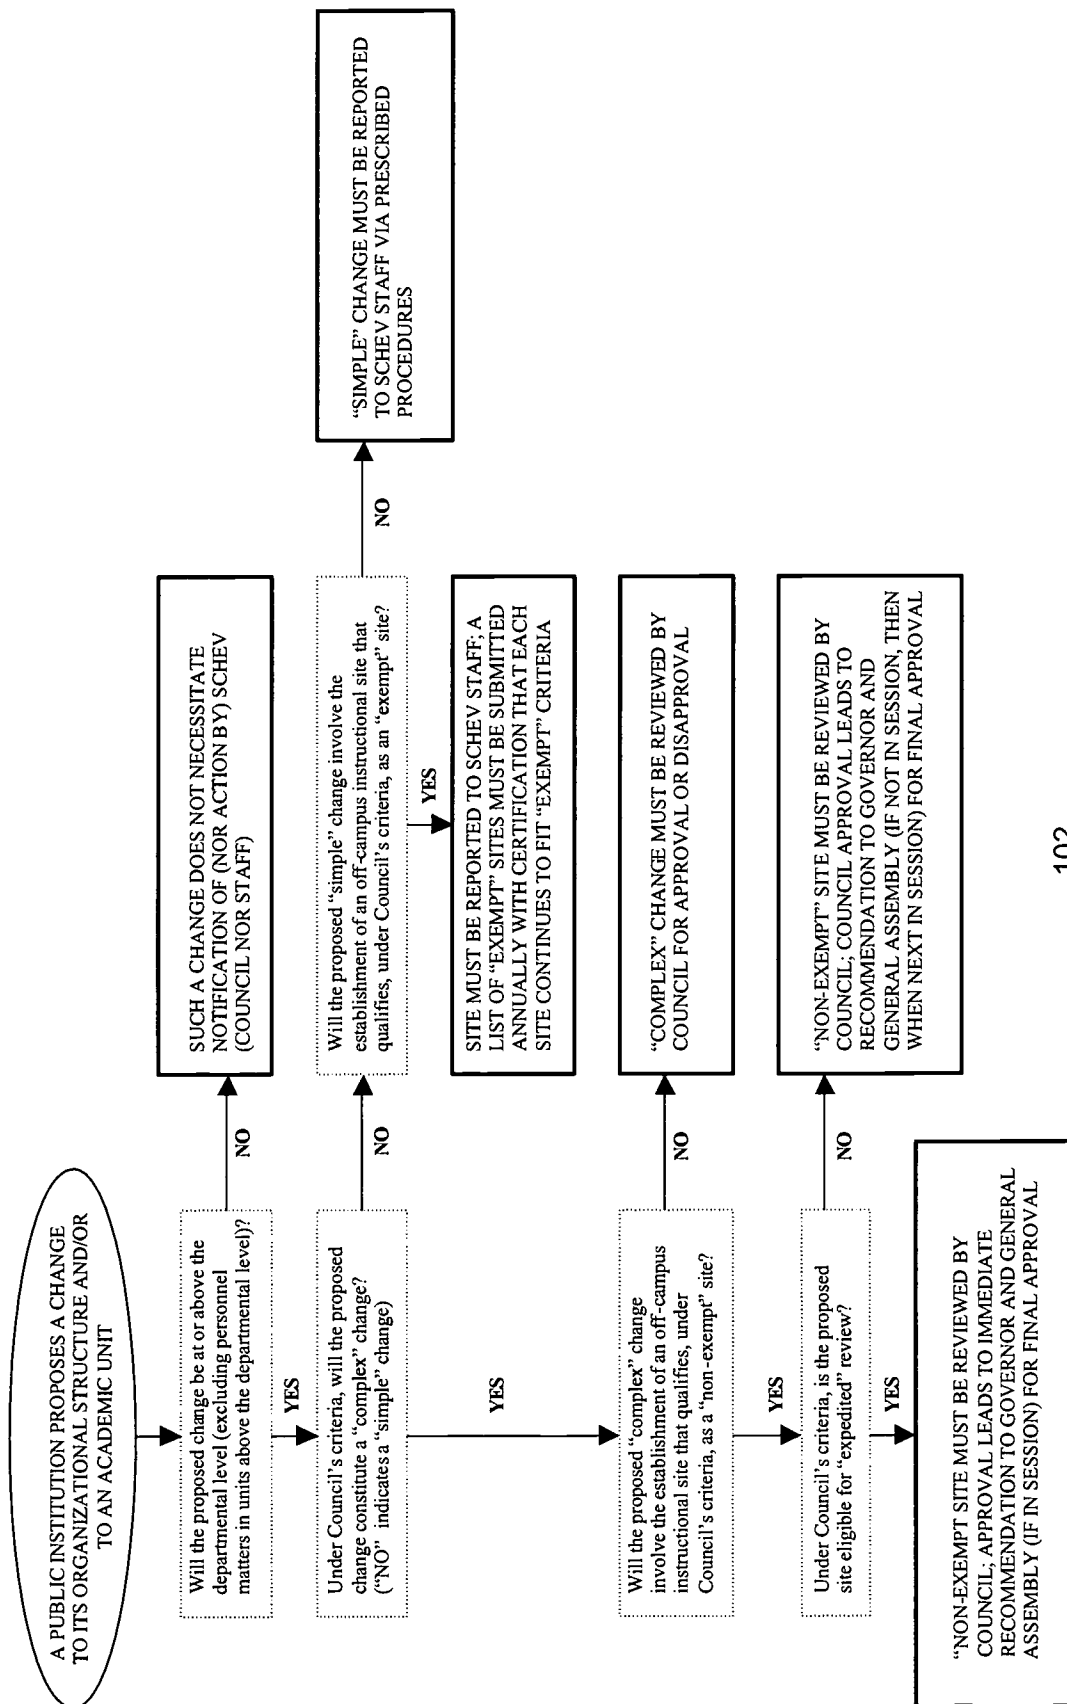 A PUBLIC INSTITUTION PROPOSES A CHANGE
TO ITS ORGANIZATIONAL STRUCTURE AND/OR
TO AN ACADEMIC UNIT
Will the proposed change be at or above the
departmental level (excluding personnel
matters in units above the departmental level)?
NO
SUCH A CHANGE DOES NOT NECESSITATE
NOTIFICATION OF (NOR ACTION BY) SCHEV
(COUNCIL NOR STAFF)
YES
Under Council's criteria, will the proposed
change constitute a “complex” change?
(“NO” indicates a “simple” change)
NO
Will the proposed “simple” change involve the
establishment of an off-campus instructional site that
qualifies, under Council's criteria, as an “exempt” site?
NO
“SIMPLE” CHANGE MUST BE REPORTED
TO SCHEV STAFF VIA PRESCRIBED
PROCEDURES
YES
SITE MUST BE REPORTED TO SCHEV STAFF; A
LIST OF “EXEMPT” SITES MUST BE SUBMITTED
ANNUALLY WITH CERTIFICATION THAT EACH
SITE CONTINUES TO FIT “EXEMPT” CRITERIA
YES
Will the proposed “complex” change
involve the establishment of an off-campus
instructional site that qualifies, under
Council's criteria, as a “non-exempt” site?
NO
“COMPLEX” CHANGE MUST BE REVIEWED BY
COUNCIL FOR APPROVAL OR DISAPPROVAL
YES
Under Council's criteria, is the proposed
site eligible for “expedited” review?
NO
“NON-EXEMPT” SITE MUST BE REVIEWED BY
COUNCIL; COUNCIL APPROVAL LEADS TO
RECOMMENDATION TO GOVERNOR AND
GENERAL ASSEMBLY (IF NOT IN SESSION, THEN
WHEN NEXT IN SESSION) FOR FINAL APPROVAL
YES
“NON-EXEMPT SITE MUST BE REVIEWED BY
COUNCIL; APPROVAL LEADS TO IMMEDIATE
RECOMMENDATION TO GOVERNOR AND GENERAL
ASSEMBLY (IF IN SESSION) FOR FINAL APPROVAL
102